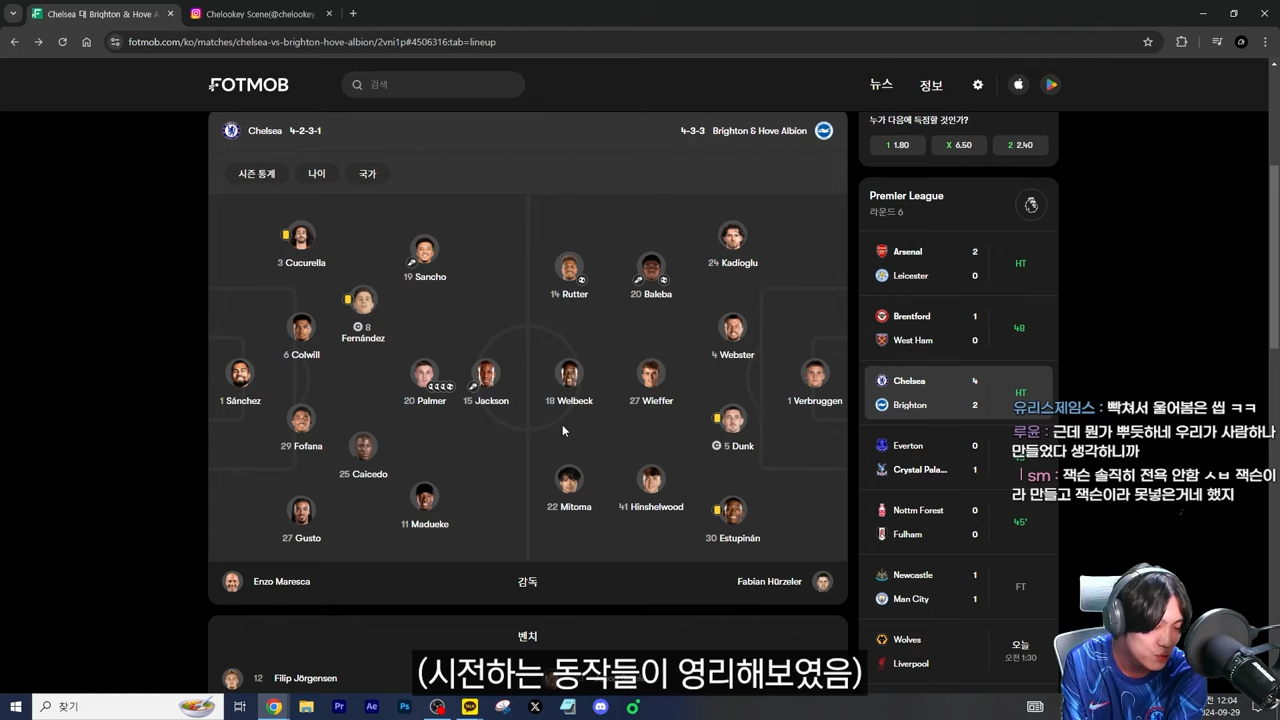 Chelsea 대 Brighton & Hove A
Chelookey Scene(@chelookey
fotmob.com/ko/matches/chelsea-vs-brighton-hove-albion/2vni1p#4506316:tab=lineup
FOTMOB
검색
뉴스
정보
Chelsea 4-2-3-1
4-3-3 Brighton & Hove Albion
시즌 통계
나이
국가
3 Cucurella
19 Sancho
8
Fernández
6 Colwill
1 Sánchez
20 Palmer
15 Jackson
29 Fofana
25 Caicedo
11 Madueke
27 Gusto
24 Kadioglu
14 Rutter
20 Baleba
4 Webster
18 Welbeck
27 Wieffer
1 Verbruggen
5 Dunk
22 Mitoma
41 Hinshelwood
30 Estupinán
Enzo Maresca
감독
Fabian Hürzeler
벤치
12 Filip Jörgensen
누가 다음에 득점할 것인가?
1 1.80
X 6.50
2 2.40
Premier League
라운드 6
Arsenal 2
Leicester 0
HT
Brentford 1
West Ham 0
48
Chelsea 4
Brighton 2
HT
Everton 0
Crystal Pala... 1
Nottm Forest 0
Fulham 0
45'
Newcastle 1
Man City 1
FT
Wolves
Liverpool
오늘
오전 1:30
유리스제임스 : 빡쳐서 울어봄은 씹 ㅋㅋ
루윤 : 근데 뭔가 뿌듯하네 우리가 사람하나
만들었다 생각하니까
ㅣsm : 잭슨 솔직히 전욕 안함 ㅅㅂ 잭슨이
라 만들고 잭슨이라 못넣은거네 했지
(시전하는 동작들이 영리해보였음)
찾기
12:04
2024-09-29